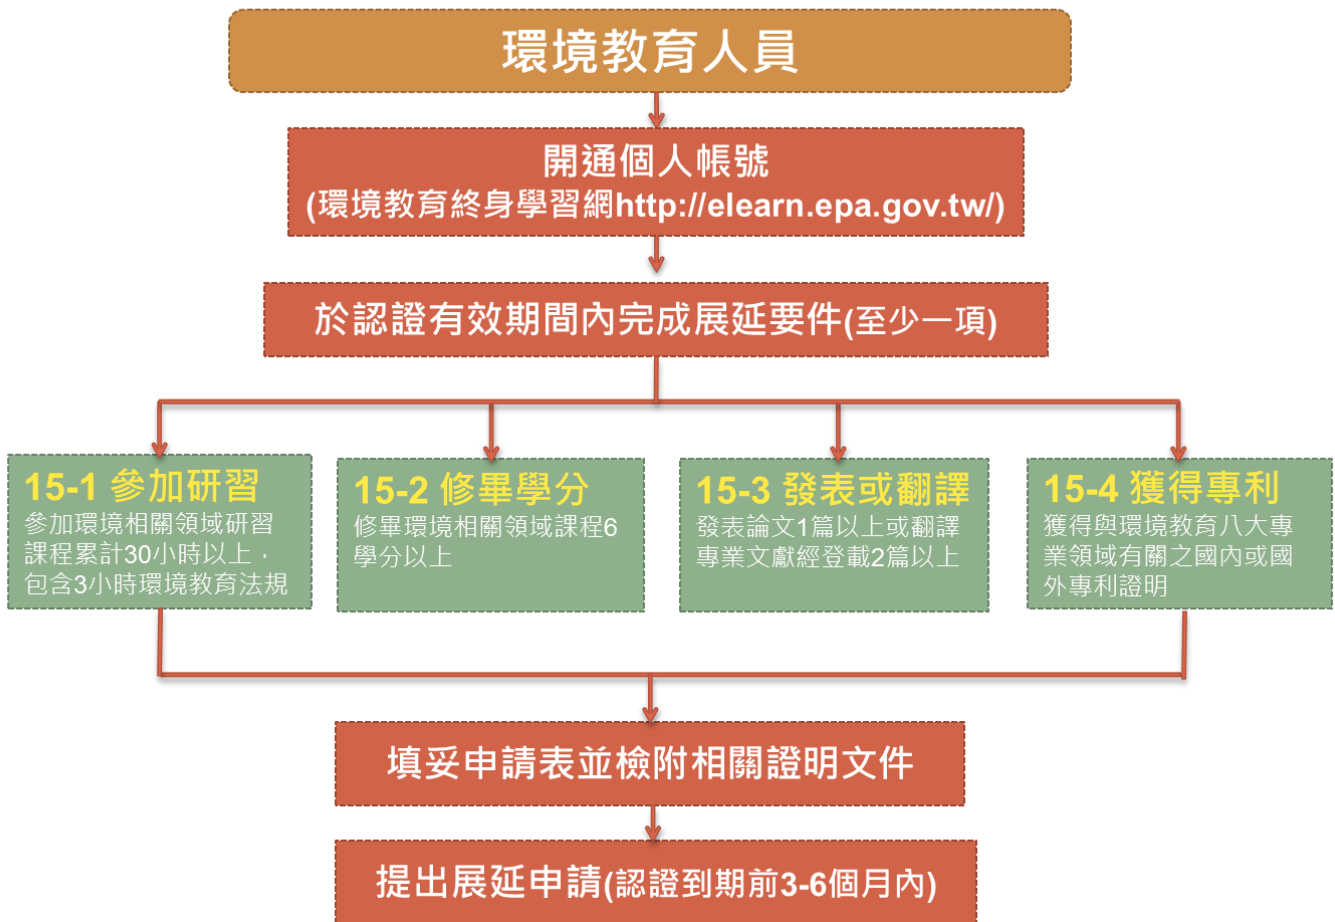 環境教育人員
開通個人帳號
(環境教育終身學習網http://elearn.epa.gov.tw/)
於認證有效期間內完成展延要件(至少一項)
15-1 參加研習
參加環境相關領域研習
課程累計30小時以上，
包含3小時環境教育法規
15-2 修畢學分
修畢環境相關領域課程6
學分以上
15-3 發表或翻譯
發表論文1篇以上或翻譯
專業文獻經登載2篇以上
15-4 獲得專利
獲得與環境教育八大專
業領域有關之國內或國
外專利證明
填妥申請表並檢附相關證明文件
提出展延申請(認證到期前3-6個月內)